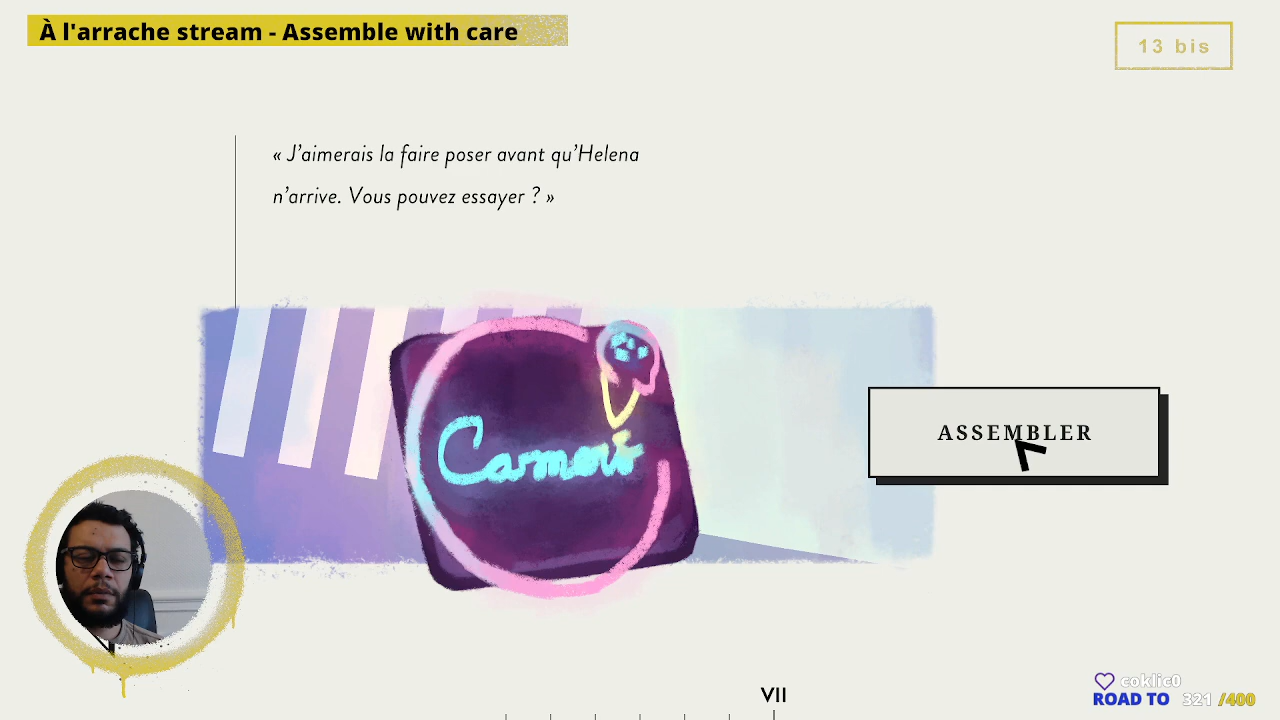 À l'arrache stream - Assemble with care
13 bis
« J'aimerais la faire poser avant qu'Helena
n'arrive. Vous pouvez essayer ? »
Carmen's
ASSEMBLER
VII
coklic0
ROAD TO 321 /400